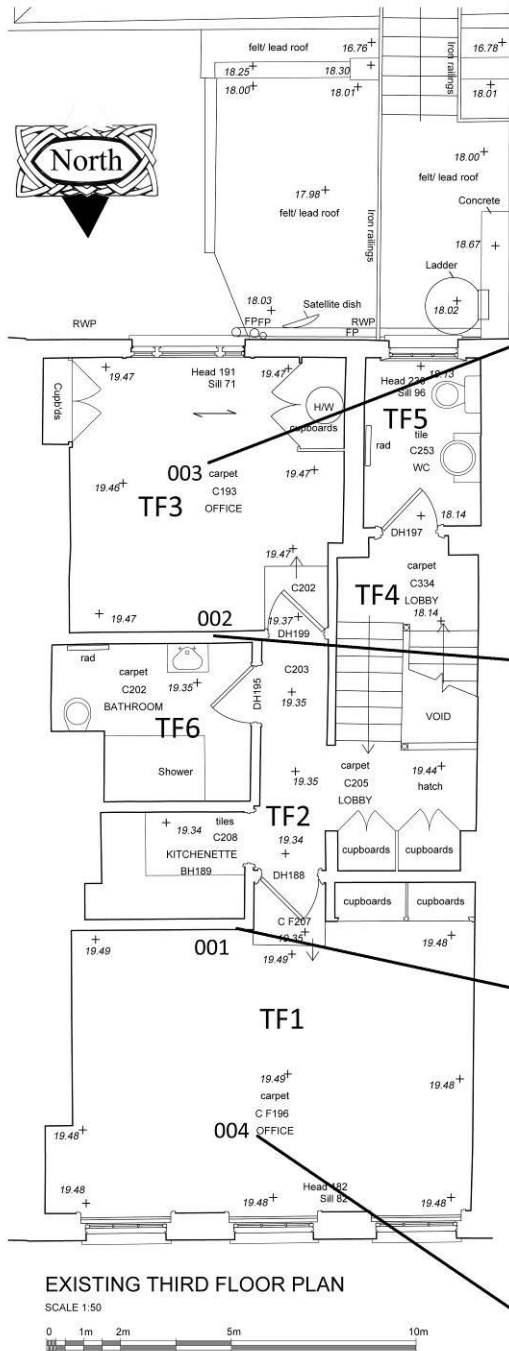 felt/ lead roof
16.76
Iron railings
16.78
18.25
18.30
18.00
18.01
18.01
North
18.00
17.98
felt/ lead roof
felt/ lead roof
Iron railings
Concrete
18.67
Ladder
18.03
Satellite dish
18.02
RWP
FPFP
RWP
FP
19.47
Head 191
Sill 71
19.47
18.13
Sill 96
Cupb'ds
H/W
cupboards
TF5
tile
C253
WC
rad
003
carpet
C193
OFFICE
19.46
TF3
19.47
18.14
DH197
19.47
C202
carpet
C334
LOBBY
TF4
18.14
19.47
002
19.37
DH199
rad
carpet
C202
BATHROOM
19.35
DH195
C203
19.35
TF6
VOID
Shower
19.35
carpet
C205
LOBBY
19.44
hatch
TF2
tiles
C208
KITCHENETTE
BH189
19.34
19.34
DH188
cupboards
cupboards
cupboards
cupboards
C F207
19.35
001
19.49
19.49
19.48
TF1
19.49
carpet
C F196
OFFICE
19.48
004
19.48
19.48
19.48
Head 182
Sill 82
19.48
EXISTING THIRD FLOOR PLAN
SCALE 1:50
0 1m 2m 5m 10m